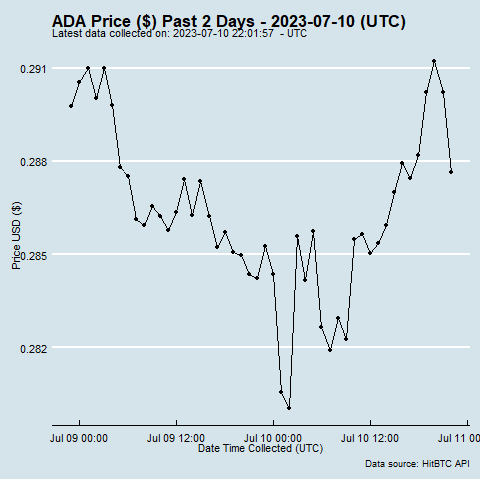 ADA Price ($) Past 2 Days - 2023-07-10 (UTC)
Latest data collected on: 2023-07-10 22:01:57  - UTC
0.291
0.288
0.285
0.282
Price USD ($)
Jul 09 00:00 Jul 09 12:00 Jul 10 00:00 Jul 10 12:00 Jul 11 00
Date Time Collected (UTC)
Data source: HitBTC API